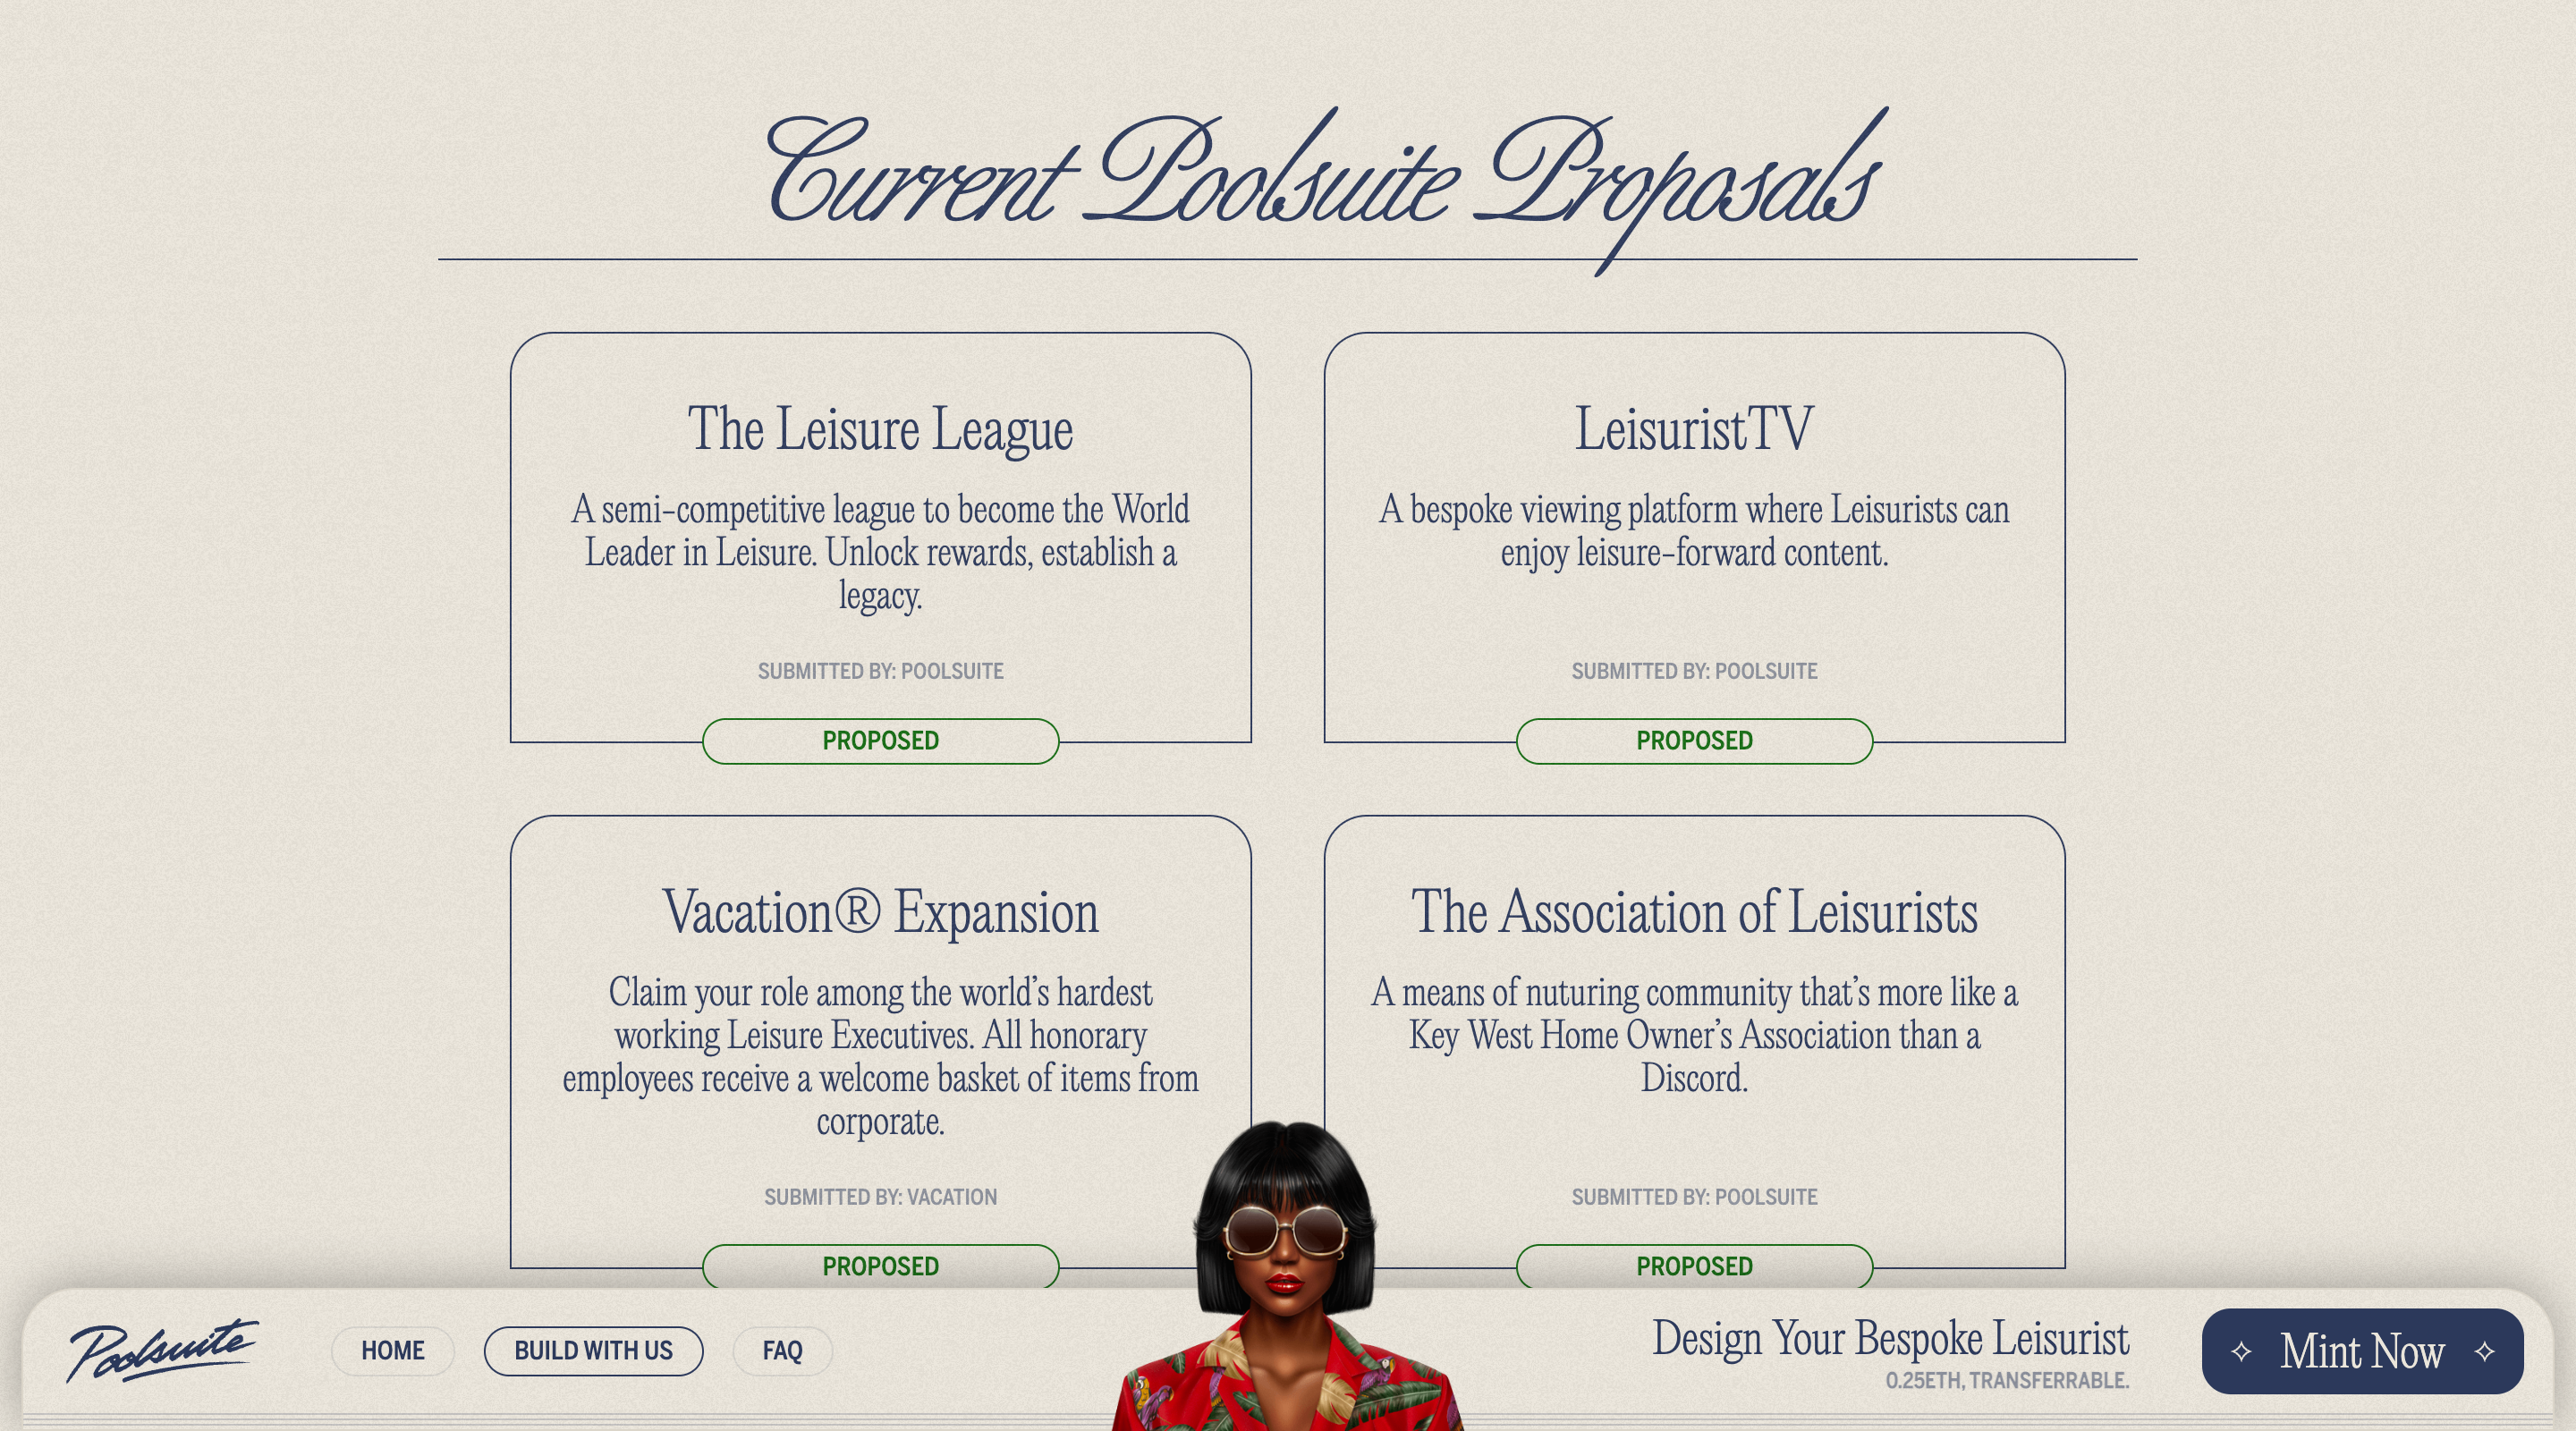 Current Poolsuite Proposals
The Leisure League
A semi-competitive league to become the World
Leader in Leisure. Unlock rewards, establish a
legacy.
SUBMITTED BY: POOLSUITE
PROPOSED
LeisuristTV
A bespoke viewing platform where Leisurists can
enjoy leisure-forward content.
SUBMITTED BY: POOLSUITE
PROPOSED
Vacation® Expansion
Claim your role among the world’s hardest
working Leisure Executives. All honorary
employees receive a welcome basket of items from
corporate.
SUBMITTED BY: VACATION
PROPOSED
The Association of Leisurists
A means of nuturing community that’s more like a
Key West Home Owner’s Association than a
Discord.
SUBMITTED BY: POOLSUITE
PROPOSED
Poolsuite
HOME
BUILD WITH US
FAQ
Design Your Bespoke Leisurist
0.25ETH, TRANSFERRABLE.
Mint Now